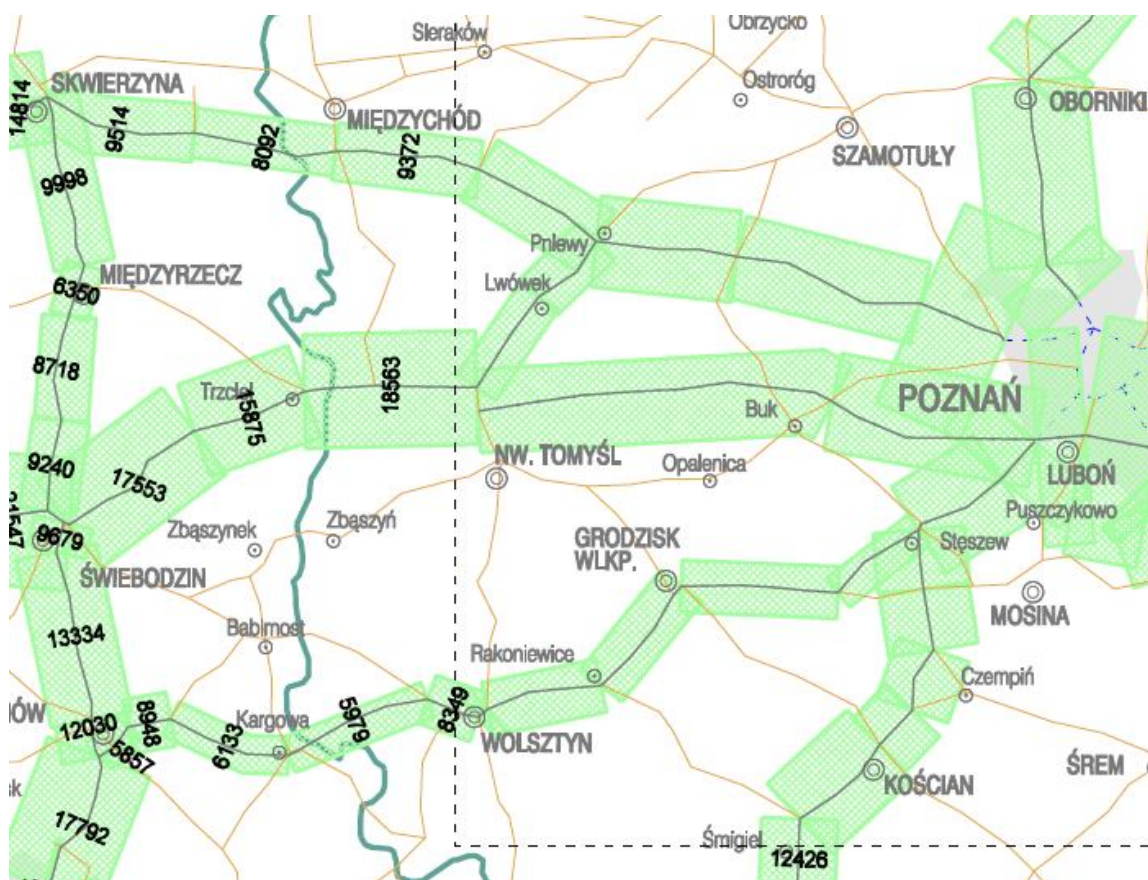 Sieraków
Obrzycko
SKWIERZYNA
14814
9514
8092
MIĘDZYCHÓD
9372
Ostroróg
OBORNIKI
SZAMOTUŁY
9998
MIĘDZYRZECZ
6350
Pniewy
Lwówek
8718
Trzciel
15875
18563
POZNAŃ
Buk
9240
17553
NW. TOMYŚL
Opalenica
LUBOŃ
9679
Zbąszynek
Zbąszyń
Puszczykowo
ŚWIEBODZIN
GRODZISK
WLKP.
Stęszew
MOSINA
13334
Babimost
Rakoniewice
Czempiń
ÓW
12030
8948
5857
6133
Kargowa
5979
8349
WOLSZTYN
KOŚCIAN
ŚREM
sk
17792
Śmigiel
12426